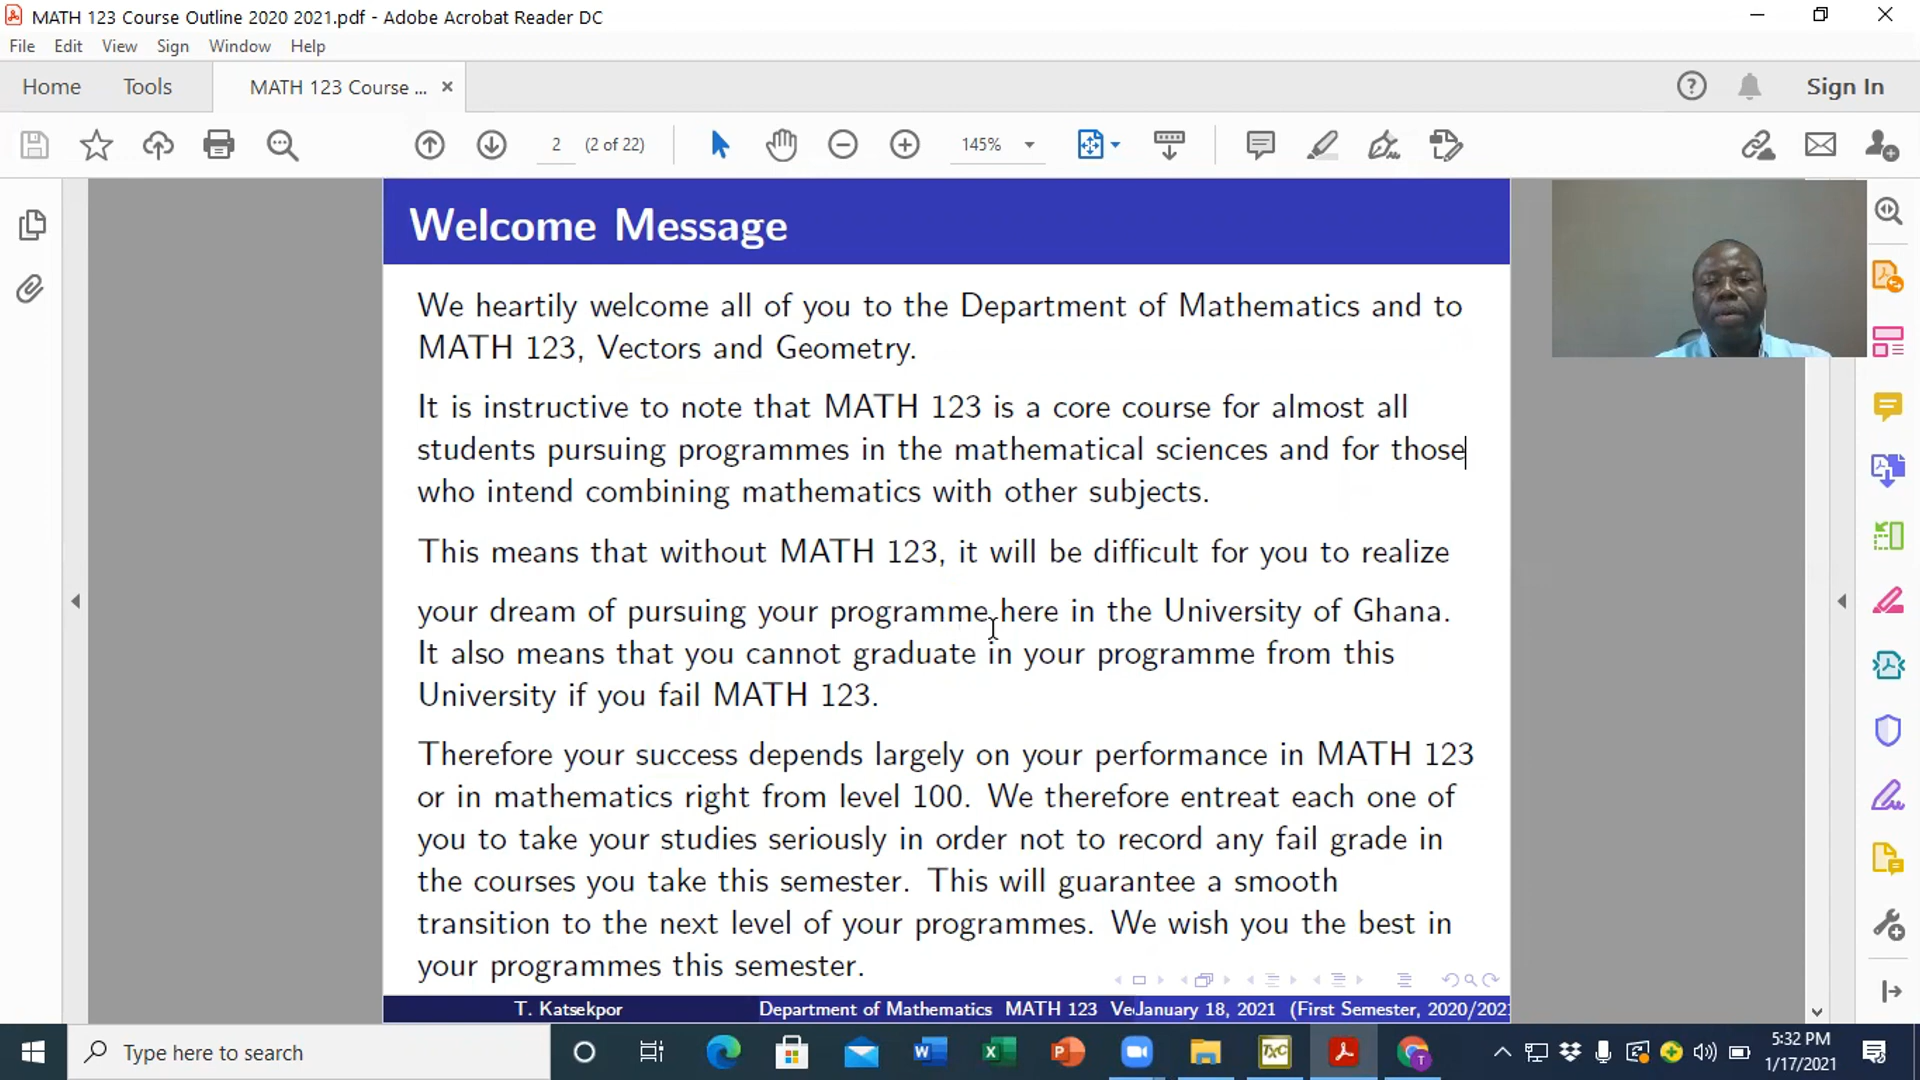 MATH 123 Course Outline 2020 2021.pdf - Adobe Acrobat Reader DC
File Edit View Sign Window Help
Home Tools MATH 123 Course ... Sign In
2 (2 of 22) 145%
Welcome Message
We heartily welcome all of you to the Department of Mathematics and to
MATH 123, Vectors and Geometry.
It is instructive to note that MATH 123 is a core course for almost all
students pursuing programmes in the mathematical sciences and for those
who intend combining mathematics with other subjects.
This means that without MATH 123, it will be difficult for you to realize
your dream of pursuing your programme here in the University of Ghana.
It also means that you cannot graduate in your programme from this
University if you fail MATH 123.
Therefore your success depends largely on your performance in MATH 123
or in mathematics right from level 100. We therefore entreat each one of
you to take your studies seriously in order not to record any fail grade in
the courses you take this semester. This will guarantee a smooth
transition to the next level of your programmes. We wish you the best in
your programmes this semester.
T. Katsekpor Department of Mathematics MATH 123 Ve January 18, 2021 (First Semester, 2020/202
Type here to search
TXC
T
5:32 PM
1/17/2021